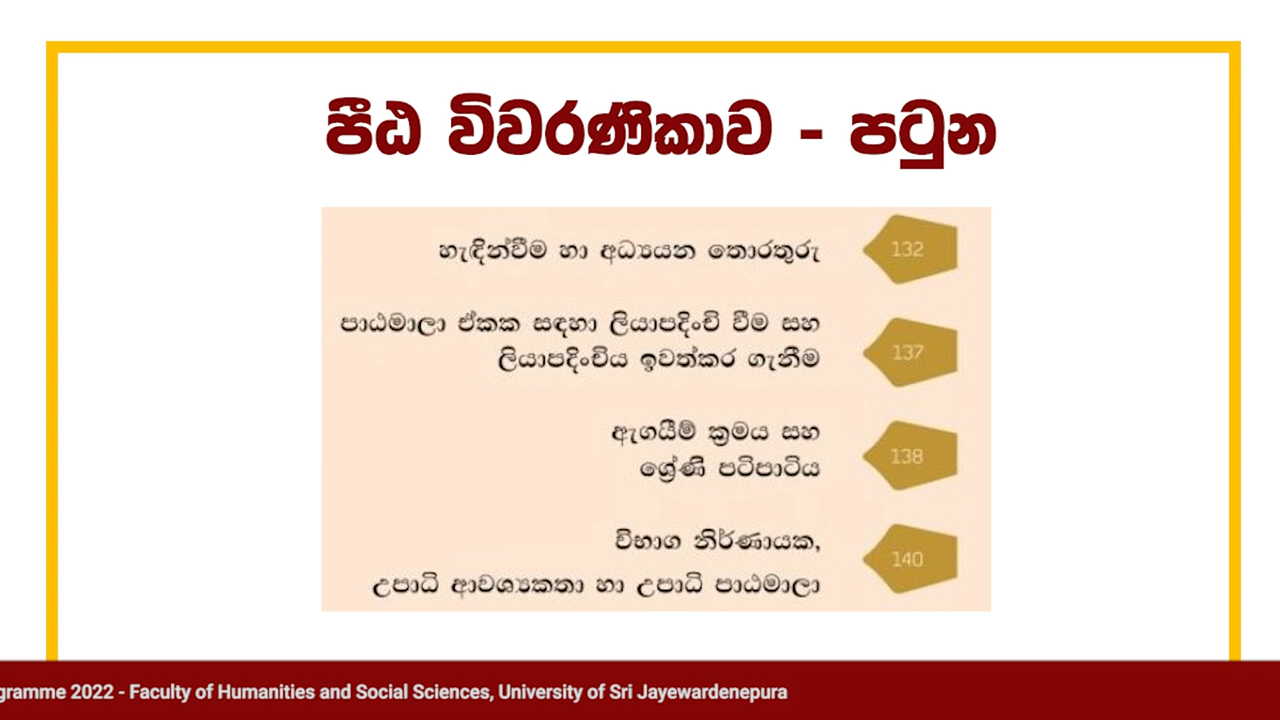 පීඨ විවරණිකාව - පටුන
හැඳින්වීම හා අධ්‍යයන තොරතුරු 132
පාඨමාලා ඒකක සඳහා ලියාපදිංචි වීම සහ
ලියාපදිංචිය ඉවත්කර ගැනීම 137
ඇගයීම් ක්‍රමය සහ
ශ්‍රේණි පටිපාටිය 138
විභාග නිර්ණායක,
උපාධි ආවශ්‍යකතා හා උපාධි පාඨමාලා 140
gramme 2022 - Faculty of Humanities and Social Sciences, University of Sri Jayewardenepura